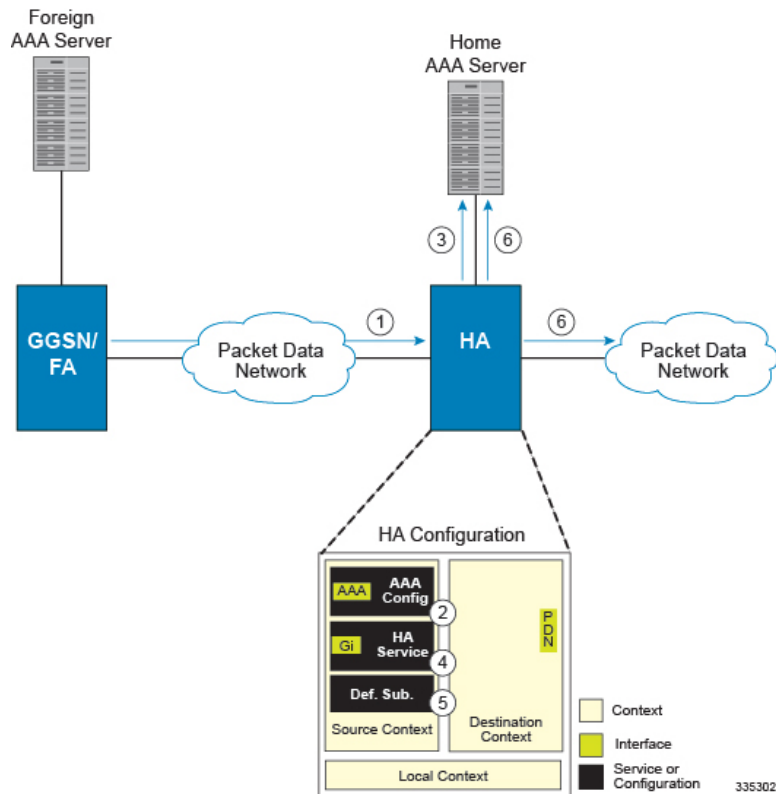 Foreign
AAA Server
Home
AAA Server
3
6
GGSN/
FA
Packet Data
Network
1
HA
6
Packet Data
Network
HA Configuration
AAA
AAA
Config
2
Gi
HA
Service
4
Def. Sub.
5
Source Context
PDN
Destination
Context
Local Context
Context
Interface
Service or
Configuration
335302